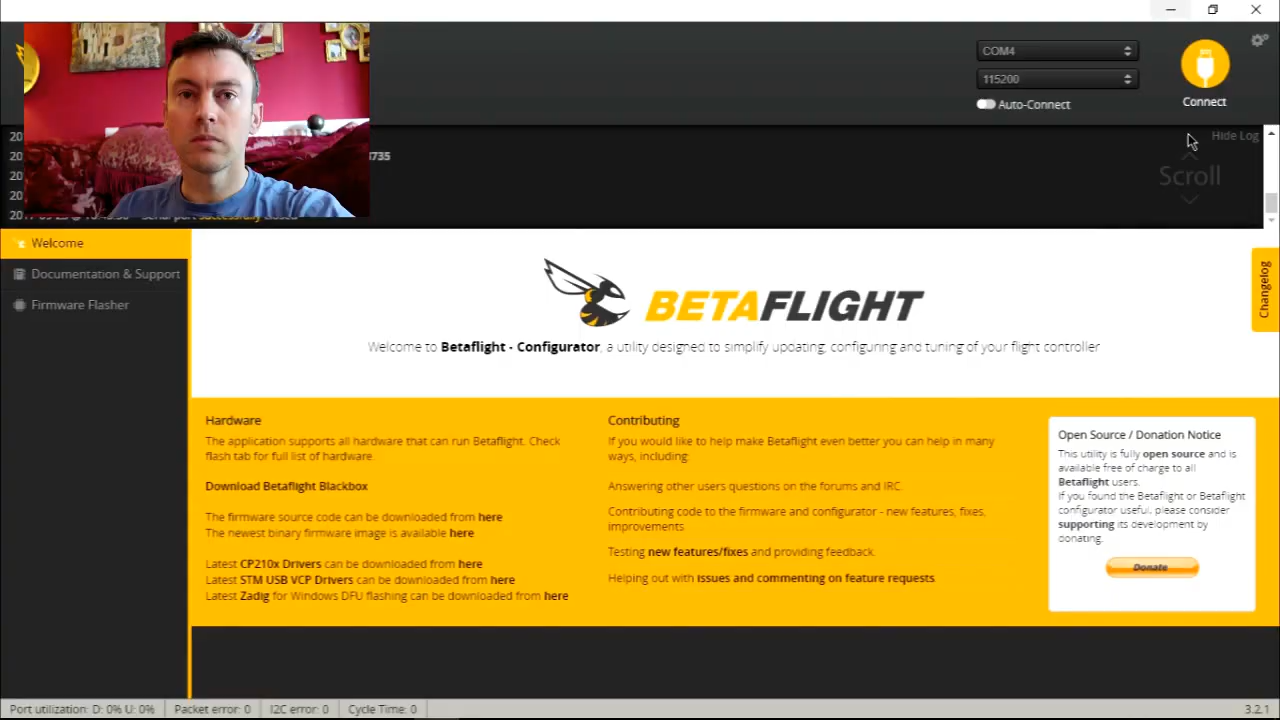 COM4
115200
Auto-Connect
Connect
Hide Log
Scroll
successfully closed
Welcome
Documentation & Support
Firmware Flasher
BETAFLIGHT
Changelog
Welcome to Betaflight - Configurator, a utility designed to simplify updating, configuring and tuning of your flight controller
Hardware
The application supports all hardware that can run Betaflight. Check
flash tab for full list of hardware.
Download Betaflight Blackbox
The firmware source code can be downloaded from here
The newest binary firmware image is available here
Latest CP210x Drivers can be downloaded from here
Latest STM USB VCP Drivers can be downloaded from here
Latest Zadig for Windows DFU flashing can be downloaded from here
Contributing
If you would like to help make Betaflight even better you can help in many
ways, including:
Answering other users questions on the forums and IRC.
Contributing code to the firmware and configurator - new features, fixes,
improvements
Testing new features/fixes and providing feedback.
Helping out with issues and commenting on feature requests.
Open Source / Donation Notice
This utility is fully open source and is
available free of charge to all
Betaflight users.
If you found the Betaflight or Betaflight
configurator useful, please consider
supporting its development by
donating.
Donate
Port utilization: D: 0% U: 0%
Packet error: 0
I2C error: 0
Cycle Time: 0
3.2.1